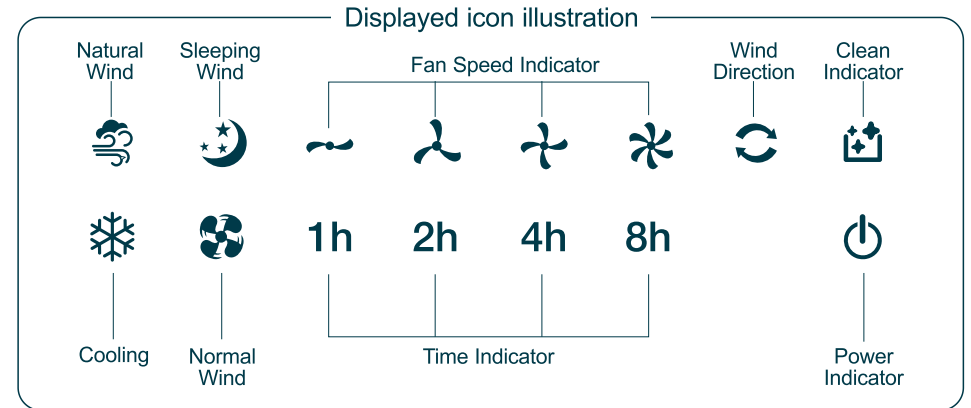 Displayed icon illustration
Natural
Wind
Sleeping
Wind
Fan Speed Indicator
Wind
Direction
Clean
Indicator
1h
2h
4h
8h
Cooling
Normal
Wind
Time Indicator
Power
Indicator